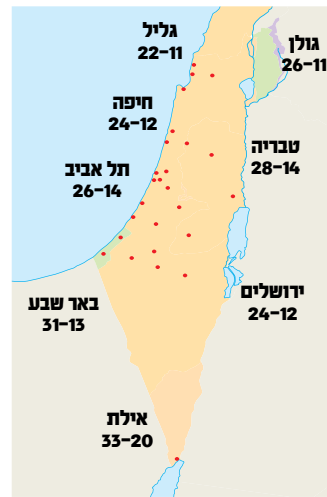 גליל
22–11
גולן
26–11
חיפה
24–12
טבריה
28–14
תל אביב
26–14
באר שבע
31–13
ירושלים
24–12
אילת
33–20